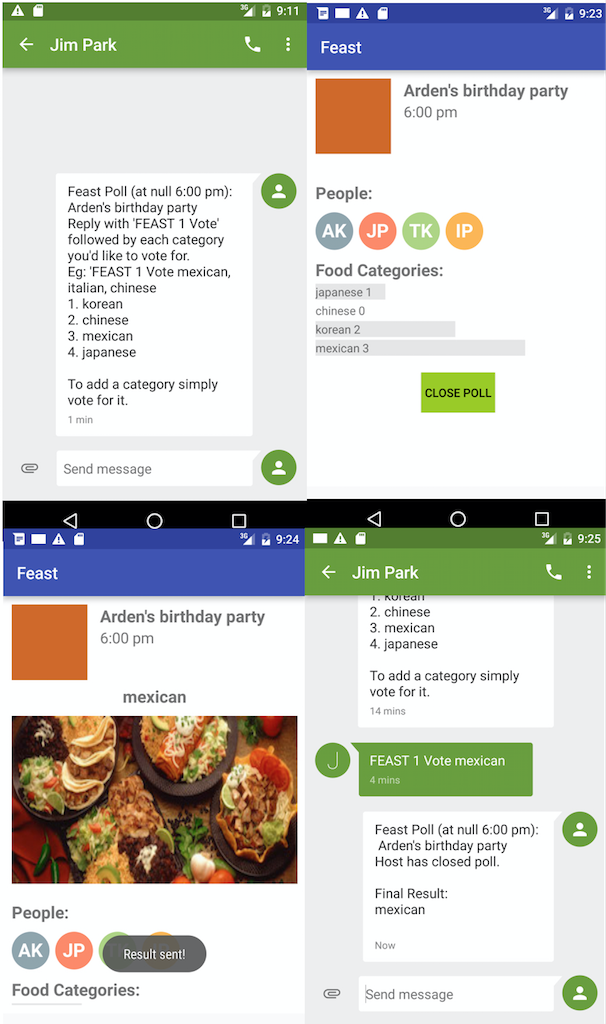 3G 9:11
Jim Park
Feast Poll (at null 6:00 pm):
Arden's birthday party
Reply with 'FEAST 1 Vote'
followed by each category
you'd like to vote for.
Eg: 'FEAST 1 Vote mexican,
italian, chinese
1. korean
2. chinese
3. mexican
4. japanese
To add a category simply
vote for it.
1 min
Send message
3G 9:23
Feast
Arden's birthday party
6:00 pm
People:
AK JP TK IP
Food Categories:
japanese 1
chinese 0
korean 2
mexican 3
CLOSE POLL
3G 9:24
Feast
Arden's birthday party
6:00 pm
mexican
People:
AK JP
Result sent!
Food Categories:
3G 9:25
Jim Park
1. korean
2. chinese
3. mexican
4. japanese
To add a category simply
vote for it.
14 mins
J
FEAST 1 Vote mexican
4 mins
Feast Poll (at null 6:00 pm):
Arden's birthday party
Host has closed poll.
Final Result:
mexican
Now
Send message